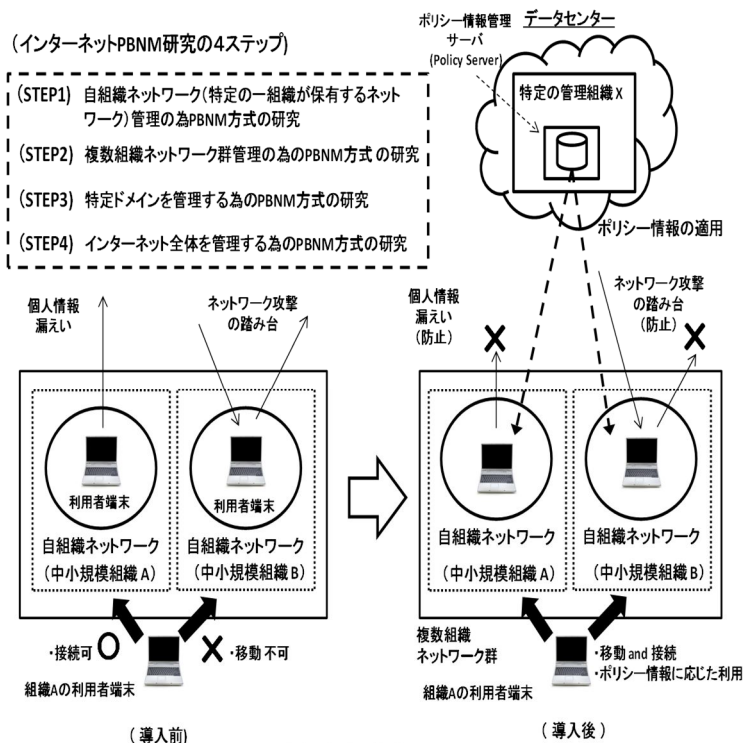 (インターネットPBNM研究の4ステップ)
(STEP1) 自組織ネットワーク(特定の一組織が保有するネット
ワーク)管理の為PBNM方式の研究
(STEP2) 複数組織ネットワーク群管理の為のPBNM方式 の研究
(STEP3) 特定ドメインを管理する為のPBNM方式の研究
(STEP4) インターネット全体を管理する為のPBNM方式の研究
ポリシー情報管理
サーバ
(Policy Server)
データセンター
特定の管理組織 X
ポリシー情報の適用
個人情報
漏えい
ネットワーク攻撃
の踏み台
利用者端末
自組織ネットワーク
(中小規模組織 A)
利用者端末
自組織ネットワーク
(中小規模組織 B)
・接続可
・移動 不可
組織Aの利用者端末
(導入前)
個人情報
漏えい
(防止)
ネットワーク攻撃
の踏み台
(防止)
自組織ネットワーク
(中小規模組織 A)
自組織ネットワーク
(中小規模組織 B)
複数組織
ネットワーク群
・移動 and 接続
・ポリシー情報に応じた利用
組織Aの利用者端末
(導入後)